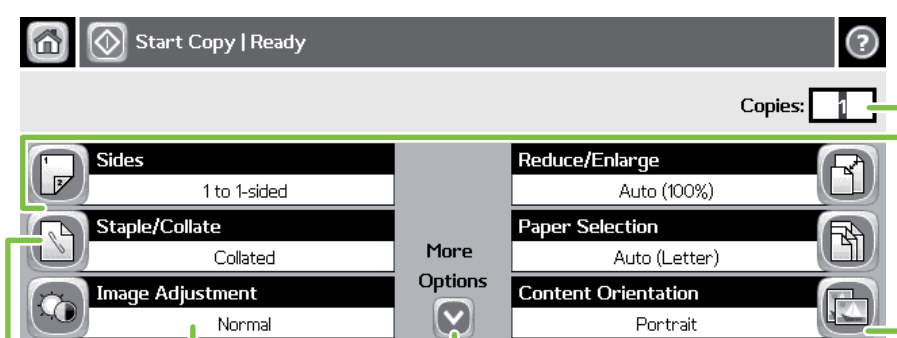 Start Copy | Ready
?
Copies: 1
Sides
1 to 1-sided
Reduce/Enlarge
Auto (100%)
Staple/Collate
Collated
More
Options
Paper Selection
Auto (Letter)
Image Adjustment
Normal
Content Orientation
Portrait